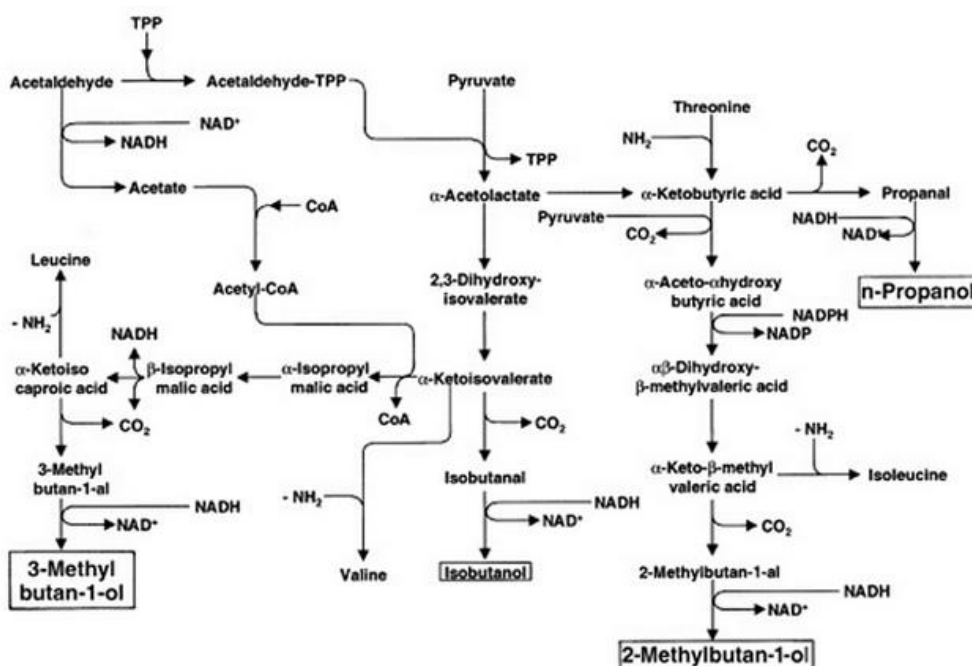 TPP
Acetaldehyde
Acetaldehyde-TPP
Pyruvate
Threonine
NAD⁺
NADH
NH₂
CO₂
TPP
Acetate
CoA
α-Acetolactate
α-Ketobutyric acid
Propanal
Pyruvate
CO₂
NADH
NAD⁺
Leucine
Acetyl-CoA
2,3-Dihydroxy-
isovalerate
α-Aceto-αhydroxy
butyric acid
n-Propanol
- NH₂
NADH
NADPH
NADP
α-Ketoiso
caproic acid
β-Isopropyl
malic acid
α-Isopropyl
malic acid
α-Ketoisovalerate
αβ-Dihydroxy-
β-methylvaleric acid
CO₂
CoA
CO₂
- NH₂
3-Methyl
butan-1-al
- NH₂
Isobutanal
α-Keto-β-methyl
valeric acid
Isoleucine
NADH
NAD⁺
NADH
NAD⁺
CO₂
3-Methyl
butan-1-ol
Valine
Isobutanol
2-Methylbutan-1-al
NADH
NAD⁺
2-Methylbutan-1-ol